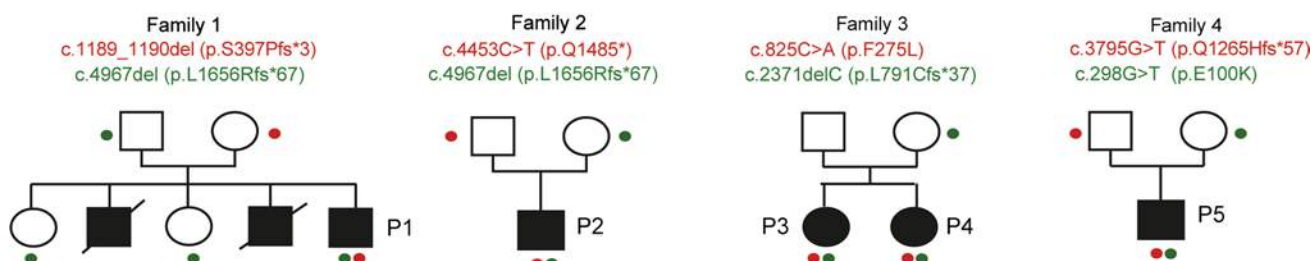 Family 1
c.1189_1190del (p.S397Pfs*3)
c.4967del (p.L1656Rfs*67)
P1
Family 2
c.4453C>T (p.Q1485*)
c.4967del (p.L1656Rfs*67)
P2
Family 3
c.825C>A (p.F275L)
c.2371delC (p.L791Cfs*37)
P3
P4
Family 4
c.3795G>T (p.Q1265Hfs*57)
c.298G>T (p.E100K)
P5